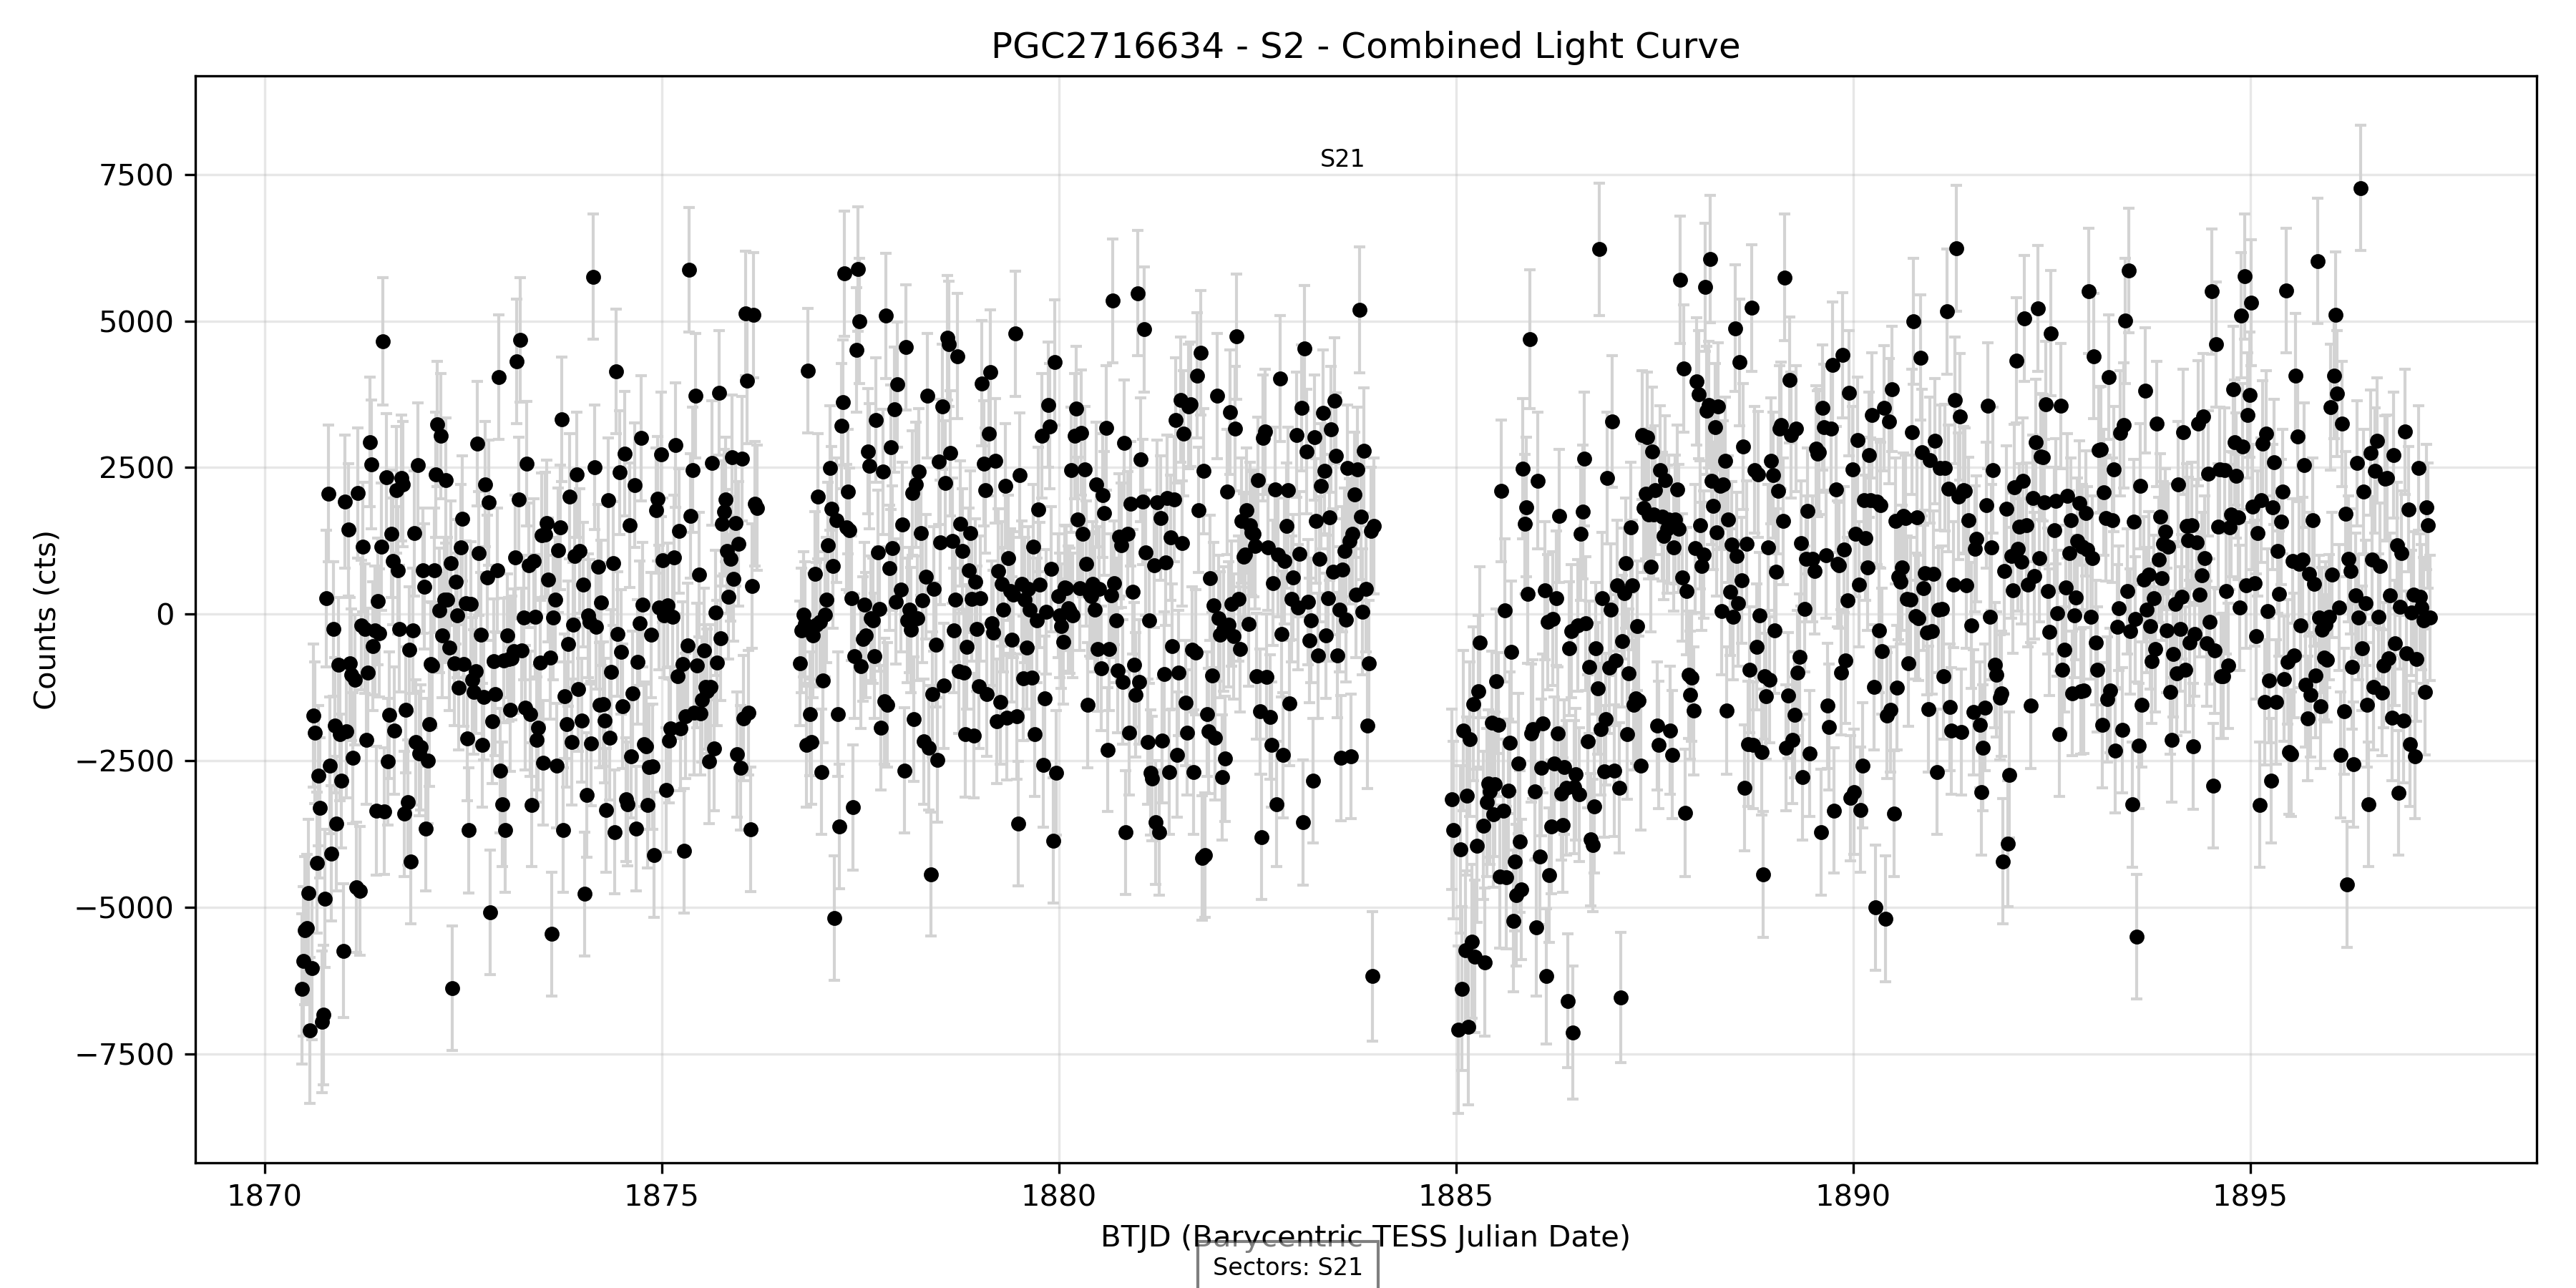 PGC2716634 - S2 - Combined Light Curve
S21
7500
5000
2500
0
−2500
−5000
−7500
Counts (cts)
1870
1875
1880
1885
1890
1895
BTJD (Barycentric TESS Julian Date)
Sectors: S21